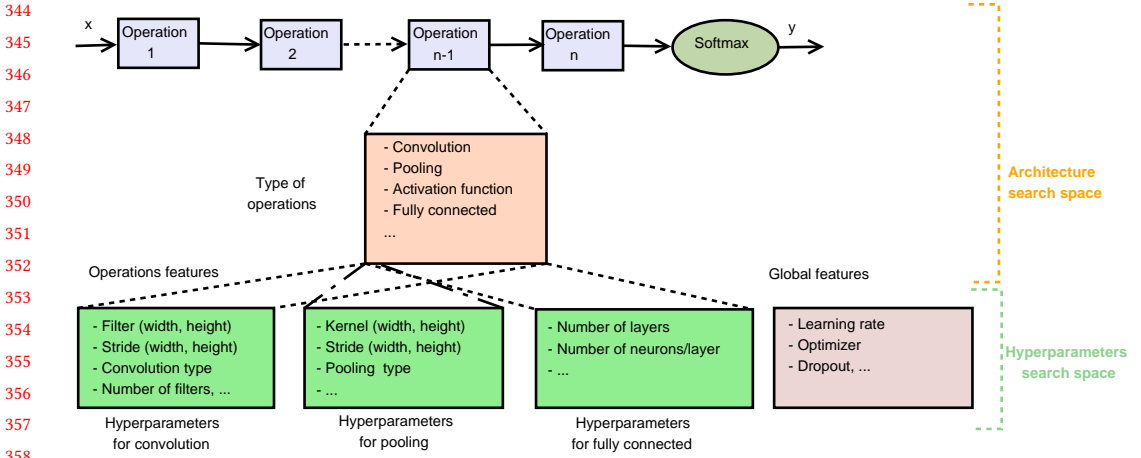 344
x
Operation
1
Operation
2
Operation
n-1
Operation
n
Softmax
y
345
346
347
348
349
350
351
352
353
354
355
356
357
358
Type of
operations
- Convolution
- Pooling
- Activation function
- Fully connected
...
Architecture
search space
Operations features
Global features
- Filter (width, height)
- Stride (width, height)
- Convolution type
- Number of filters, ...
- Kernel (width, height)
- Stride (width, height)
- Pooling type
- ...
- Number of layers
- Number of neurons/layer
- ...
- Learning rate
- Optimizer
- Dropout, ...
Hyperparameters
search space
Hyperparameters
for convolution
Hyperparameters
for pooling
Hyperparameters
for fully connected